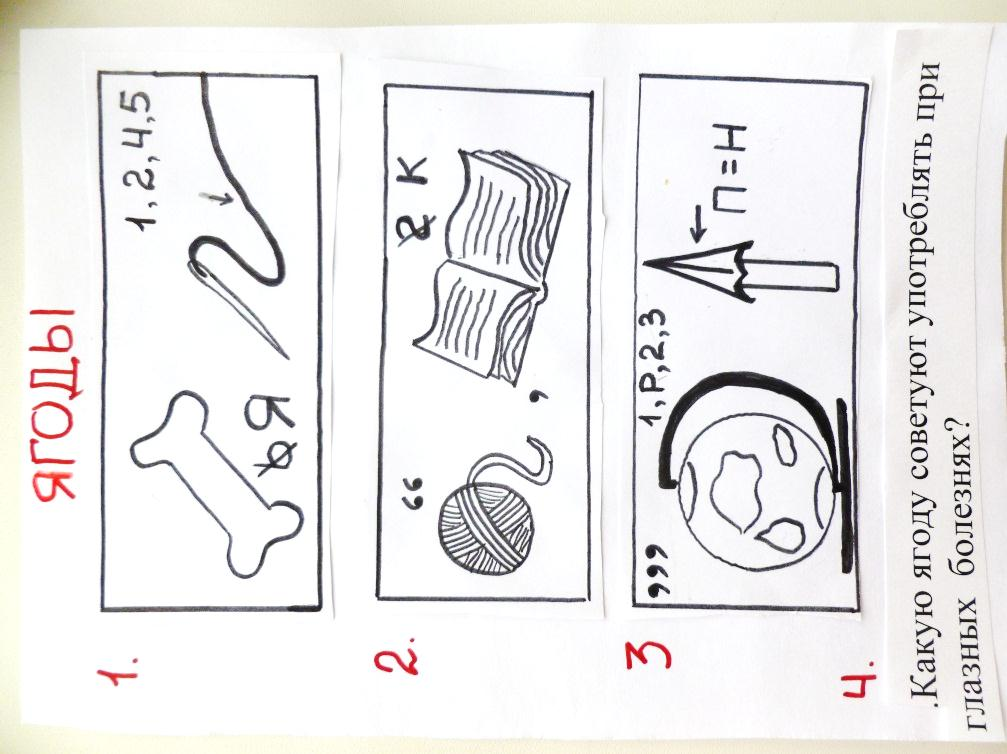 ЯГОДЫ
1.
Ь Я
1, 2, 4, 5
2.
‘‘
,
Г К
3
,,,
1, Р, 2, 3
П = Н
4.
.Какую ягоду советуют употреблять при
глазных болезнях?